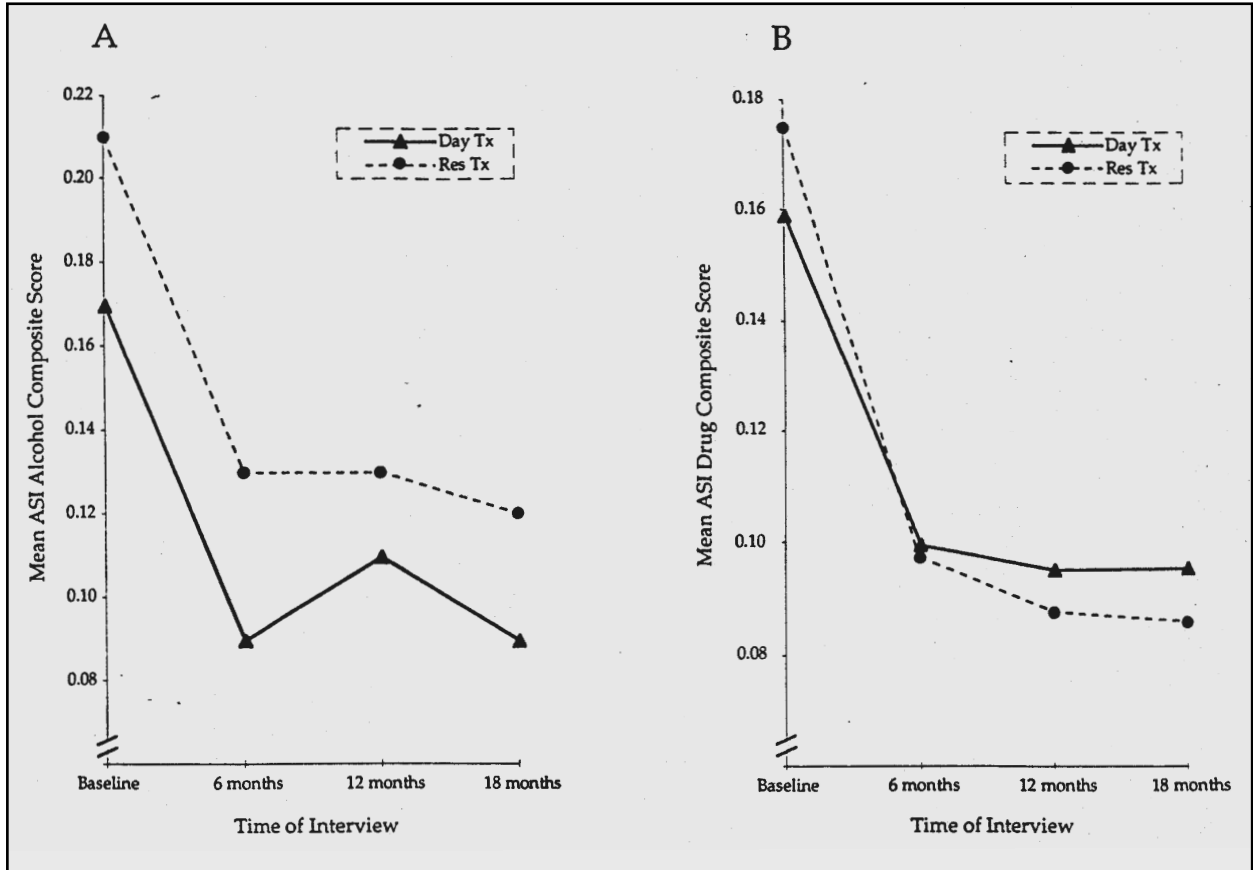 A
Mean ASI Alcohol Composite Score
0.22
0.20
0.18
0.16
0.14
0.12
0.10
0.08
Day Tx
Res Tx
Baseline
6 months
12 months
18 months
Time of Interview
B
Mean ASI Drug Composite Score
0.18
0.16
0.14
0.12
0.10
0.08
Day Tx
Res Tx
Baseline
6 months
12 months
18 months
Time of Interview